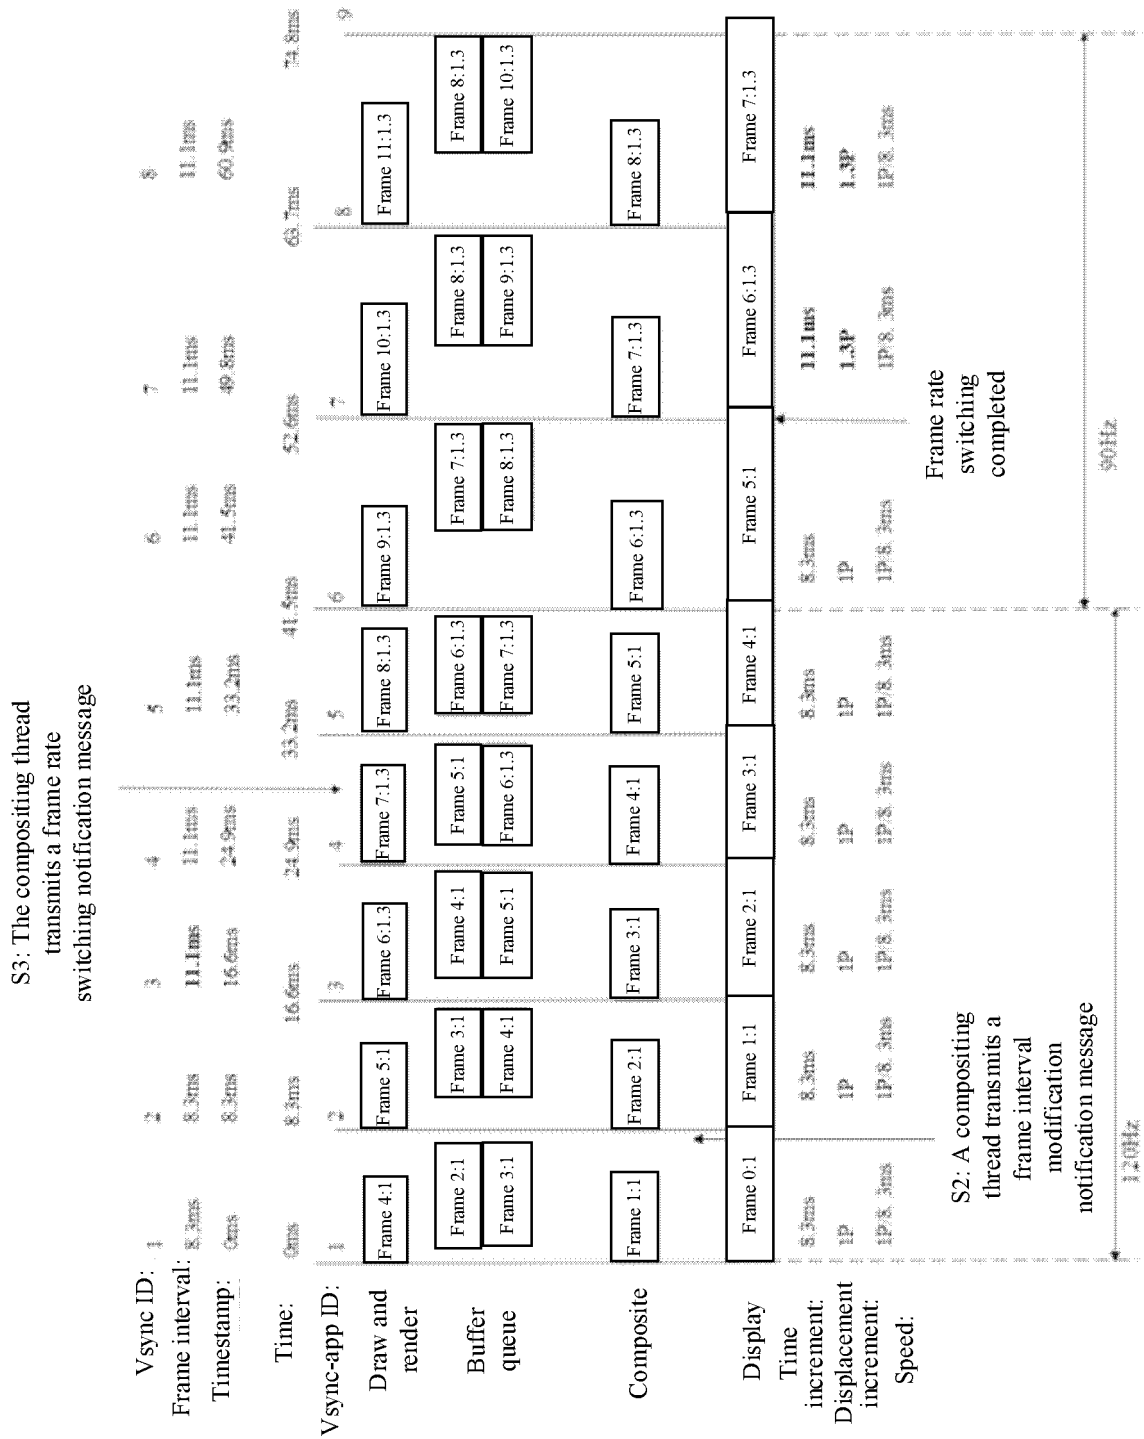 S3: The compositing thread
transmits a frame rate
switching notification message
Vsync ID: 1 2 3 4 5 6 7 8
Frame interval: 8.3ms 8.3ms 11.1ms 11.1ms 11.1ms 11.1ms 11.1ms 11.1ms
Timestamp: 0ms 8.3ms 16.6ms 24.9ms 33.2ms 41.5ms 49.8ms 60.9ms
Time: 0ms 8.3ms 16.6ms 24.9ms 33.2ms 41.5ms 52.6ms 63.7ms 74.8ms
Vsync-app ID: 1 2 3 4 5 6 7 8 9
Draw and
render
Frame 4:1 Frame 5:1 Frame 6:1.3 Frame 7:1.3 Frame 8:1.3 Frame 9:1.3 Frame 10:1.3 Frame 11:1.3
Buffer
queue
Frame 2:1 Frame 3:1 Frame 4:1 Frame 5:1 Frame 6:1.3 Frame 7:1.3 Frame 8:1.3 Frame 8:1.3
Frame 3:1 Frame 4:1 Frame 5:1 Frame 6:1.3 Frame 7:1.3 Frame 8:1.3 Frame 9:1.3 Frame 10:1.3
Composite
Frame 1:1 Frame 2:1 Frame 3:1 Frame 4:1 Frame 5:1 Frame 6:1.3 Frame 7:1.3 Frame 8:1.3
Display
Frame 0:1 Frame 1:1 Frame 2:1 Frame 3:1 Frame 4:1 Frame 5:1 Frame 6:1.3 Frame 7:1.3
Time
increment:
8.3ms 8.3ms 8.3ms 8.3ms 8.3ms 8.3ms 11.1ms 11.1ms
Displacement
increment:
1P 1P 1P 1P 1P 1P 1.3P 1.3P
Speed: 1P/8.3ms 1P/8.3ms 1P/8.3ms 1P/8.3ms 1P/8.3ms 1P/8.3ms 1P/8.3ms 1P/8.3ms
S2: A compositing
thread transmits a
frame interval
modification
notification message
Frame rate
switching
completed
120Hz
90Hz